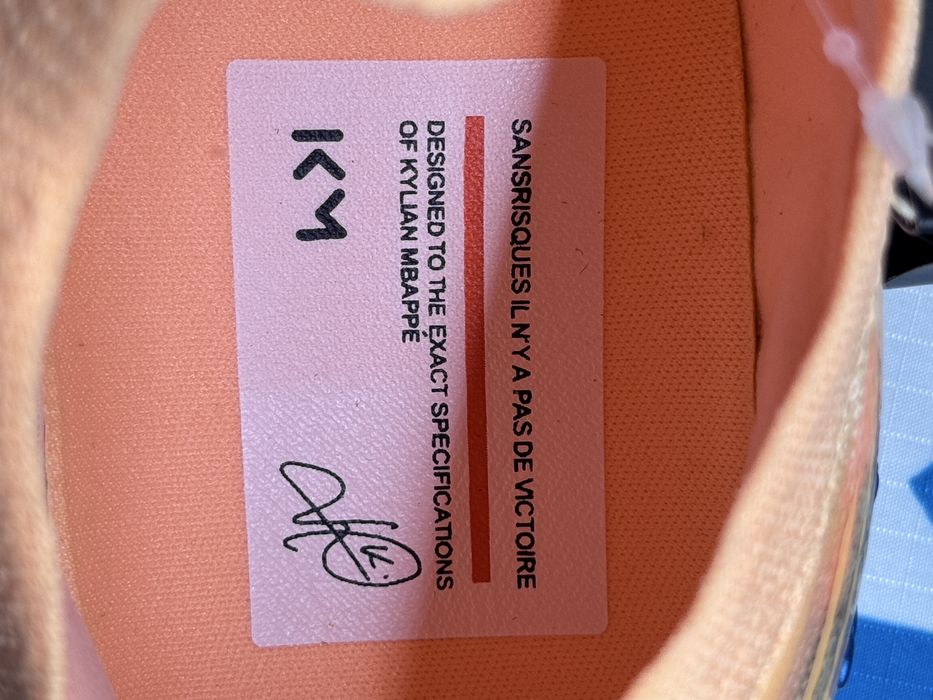 SANSRISQUES IL N'Y A PAS DE VICTOIRE
DESIGNED TO THE EXACT SPECIFICATIONS
OF KYLIAN MBAPPÉ
KM